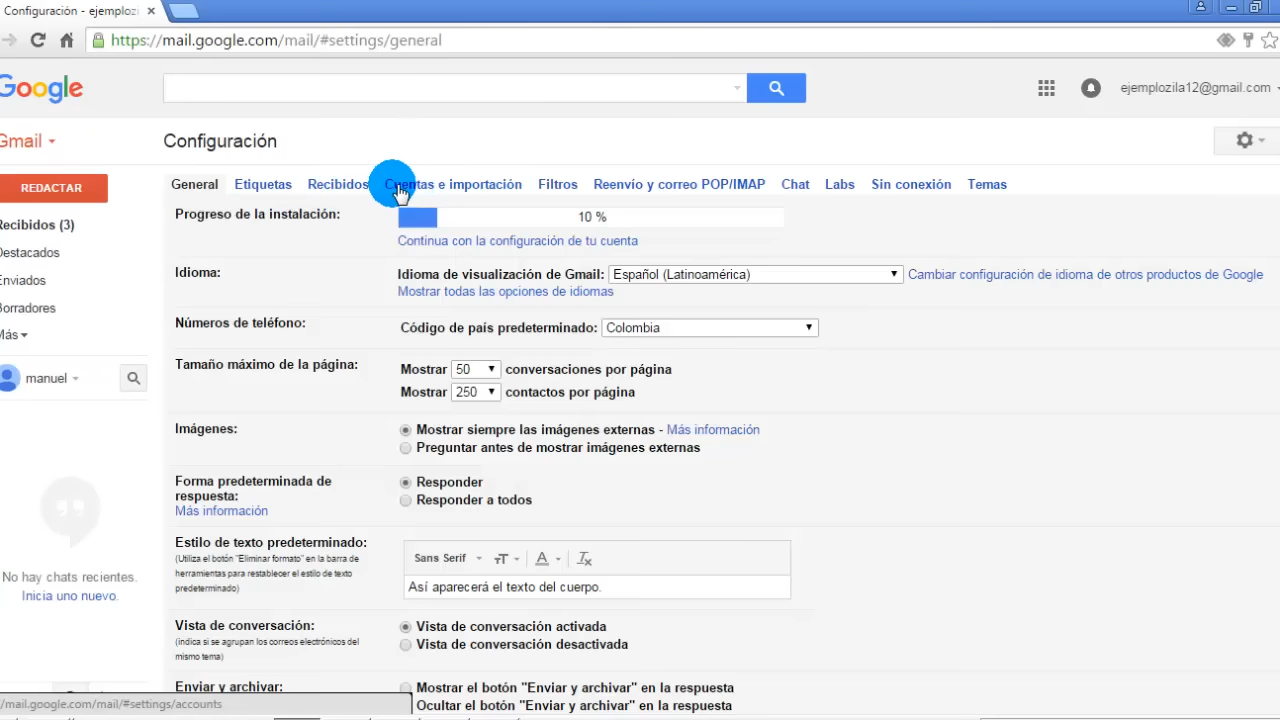 Configuración - ejemplozi
https://mail.google.com/mail/#settings/general
Google
ejemplozila12@gmail.com
Gmail
Configuración
REDACTAR
General Etiquetas Recibidos Cuentas e importación Filtros Reenvío y correo POP/IMAP Chat Labs Sin conexión Temas
Recibidos (3)
Destacados
Enviados
Borradores
Más
manuel
No hay chats recientes.
Inicia uno nuevo.
Progreso de la instalación: 10 %
Continua con la configuración de tu cuenta
Idioma: Idioma de visualización de Gmail: Español (Latinoamérica) Cambiar configuración de idioma de otros productos de Google
Mostrar todas las opciones de idiomas
Números de teléfono: Código de país predeterminado: Colombia
Tamaño máximo de la página: Mostrar 50 conversaciones por página
Mostrar 250 contactos por página
Imágenes: Mostrar siempre las imágenes externas - Más información
Preguntar antes de mostrar imágenes externas
Forma predeterminada de
respuesta:
Más información
Responder
Responder a todos
Estilo de texto predeterminado:
(Utiliza el botón "Eliminar formato" en la barra de
herramientas para restablecer el estilo de texto
predeterminado)
Sans Serif
Así aparecerá el texto del cuerpo.
Vista de conversación:
(indica si se agrupan los correos electrónicos del
mismo tema)
Vista de conversación activada
Vista de conversación desactivada
Enviar y archivar: Mostrar el botón "Enviar y archivar" en la respuesta
Ocultar el botón "Enviar y archivar" en la respuesta
/mail.google.com/mail/#settings/accounts